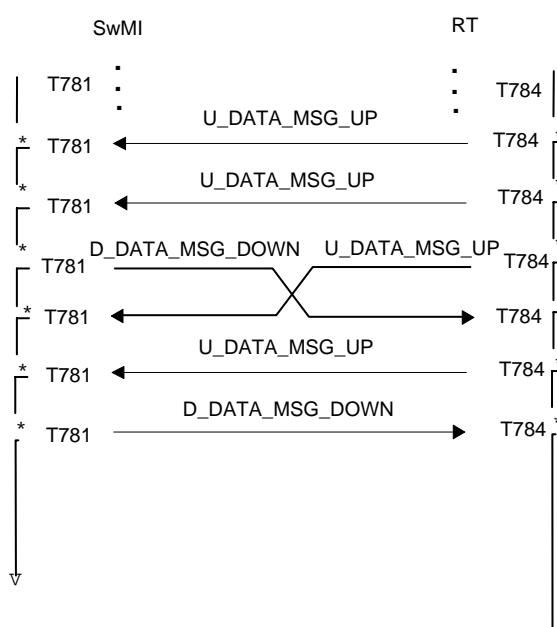 SwMI RT
T781 T784
U_DATA_MSG_UP
* T781 T784 *
U_DATA_MSG_UP
* T781 T784 *
D_DATA_MSG_DOWN U_DATA_MSG_UP
* T781 T784 *
* T781 T784
U_DATA_MSG_UP
* T781 T784 *
D_DATA_MSG_DOWN
* T781 T784 *